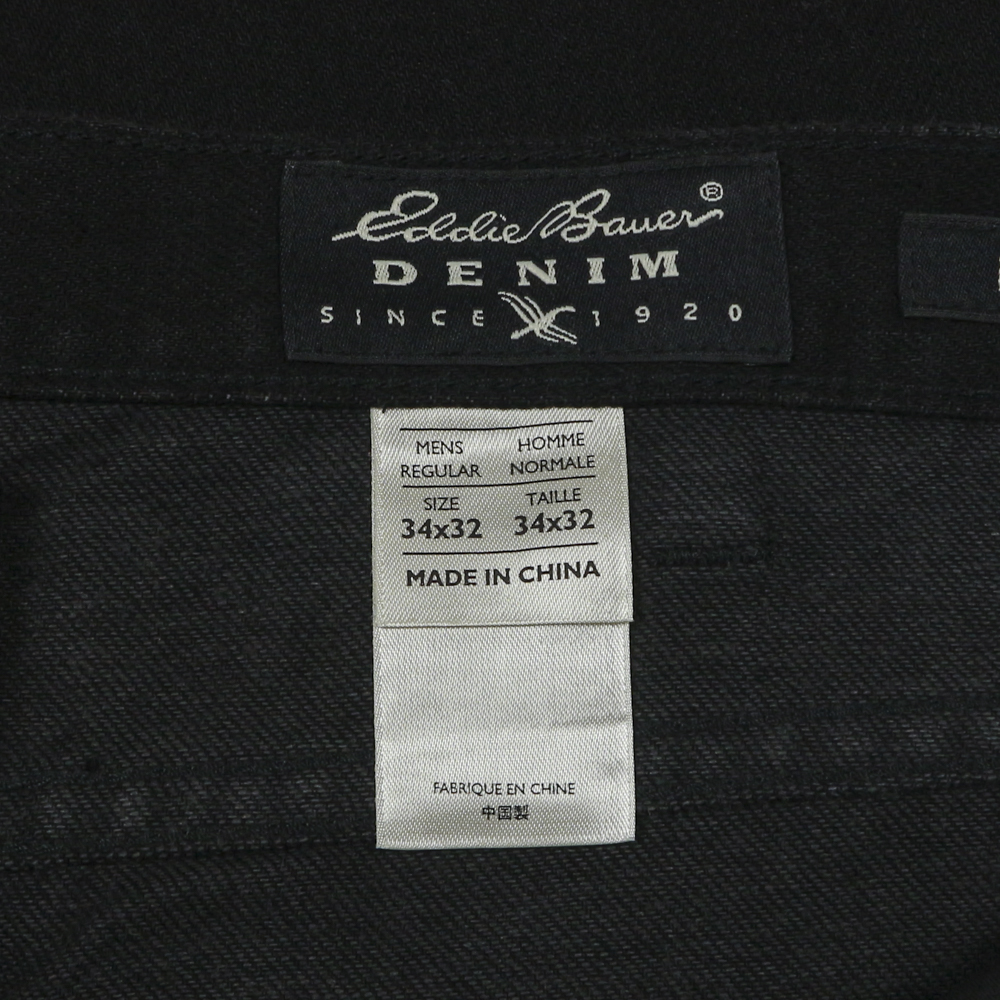 Eddie Bauer®
DENIM
SINCE 1920
MENS HOMME
REGULAR NORMALE
SIZE TAILLE
34x32 34x32
MADE IN CHINA
FABRIQUE EN CHINE
中国製